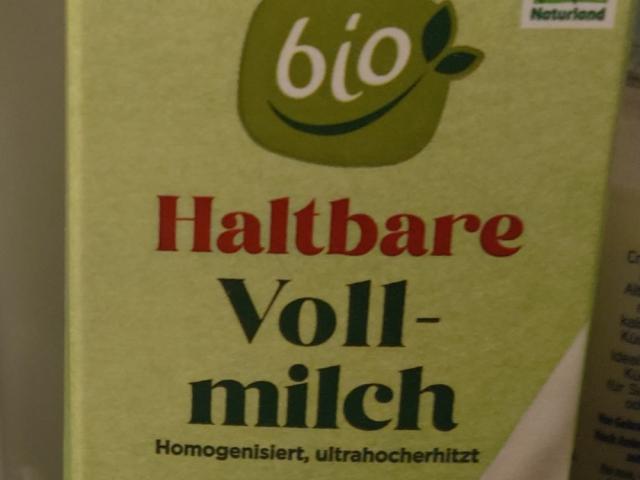 Naturland
bio
Haltbare
Voll-
milch
Homogenisiert, ultrahocherhitzt